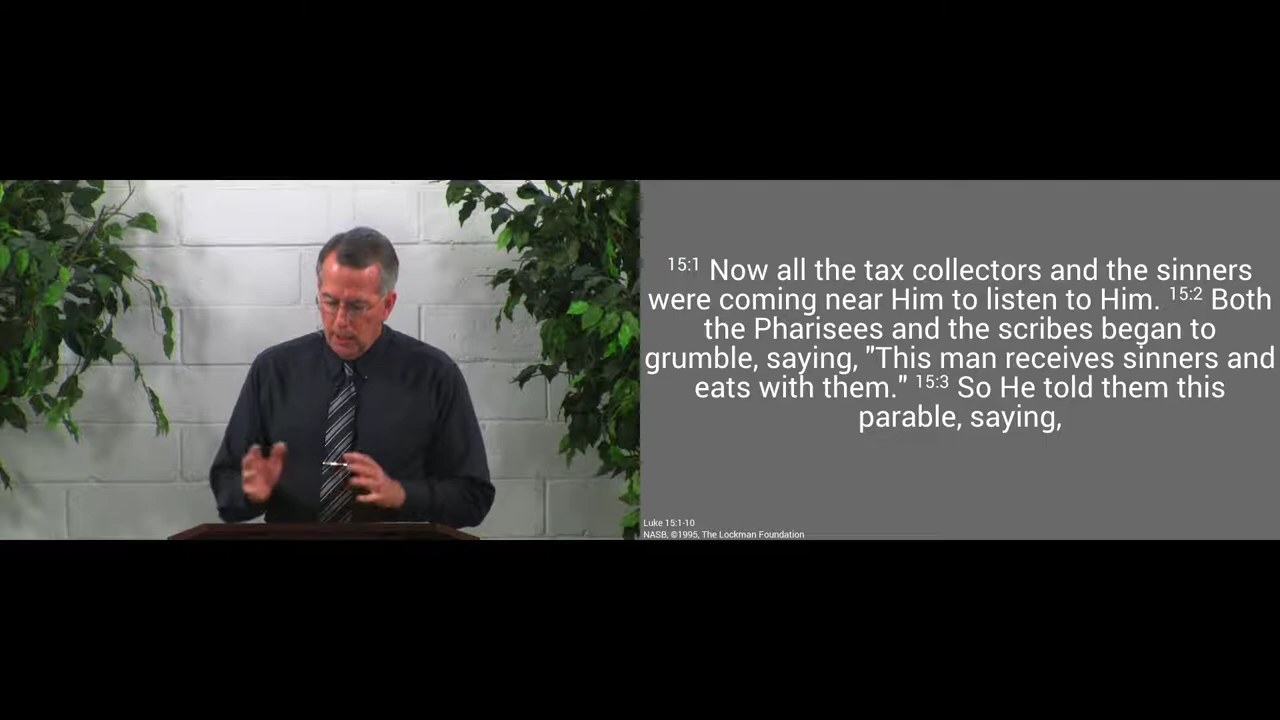 15:1 Now all the tax collectors and the sinners
were coming near Him to listen to Him. 15:2 Both
the Pharisees and the scribes began to
grumble, saying, "This man receives sinners and
eats with them." 15:3 So He told them this
parable, saying,
Luke 15:1-10
NASB, ©1995, The Lockman Foundation